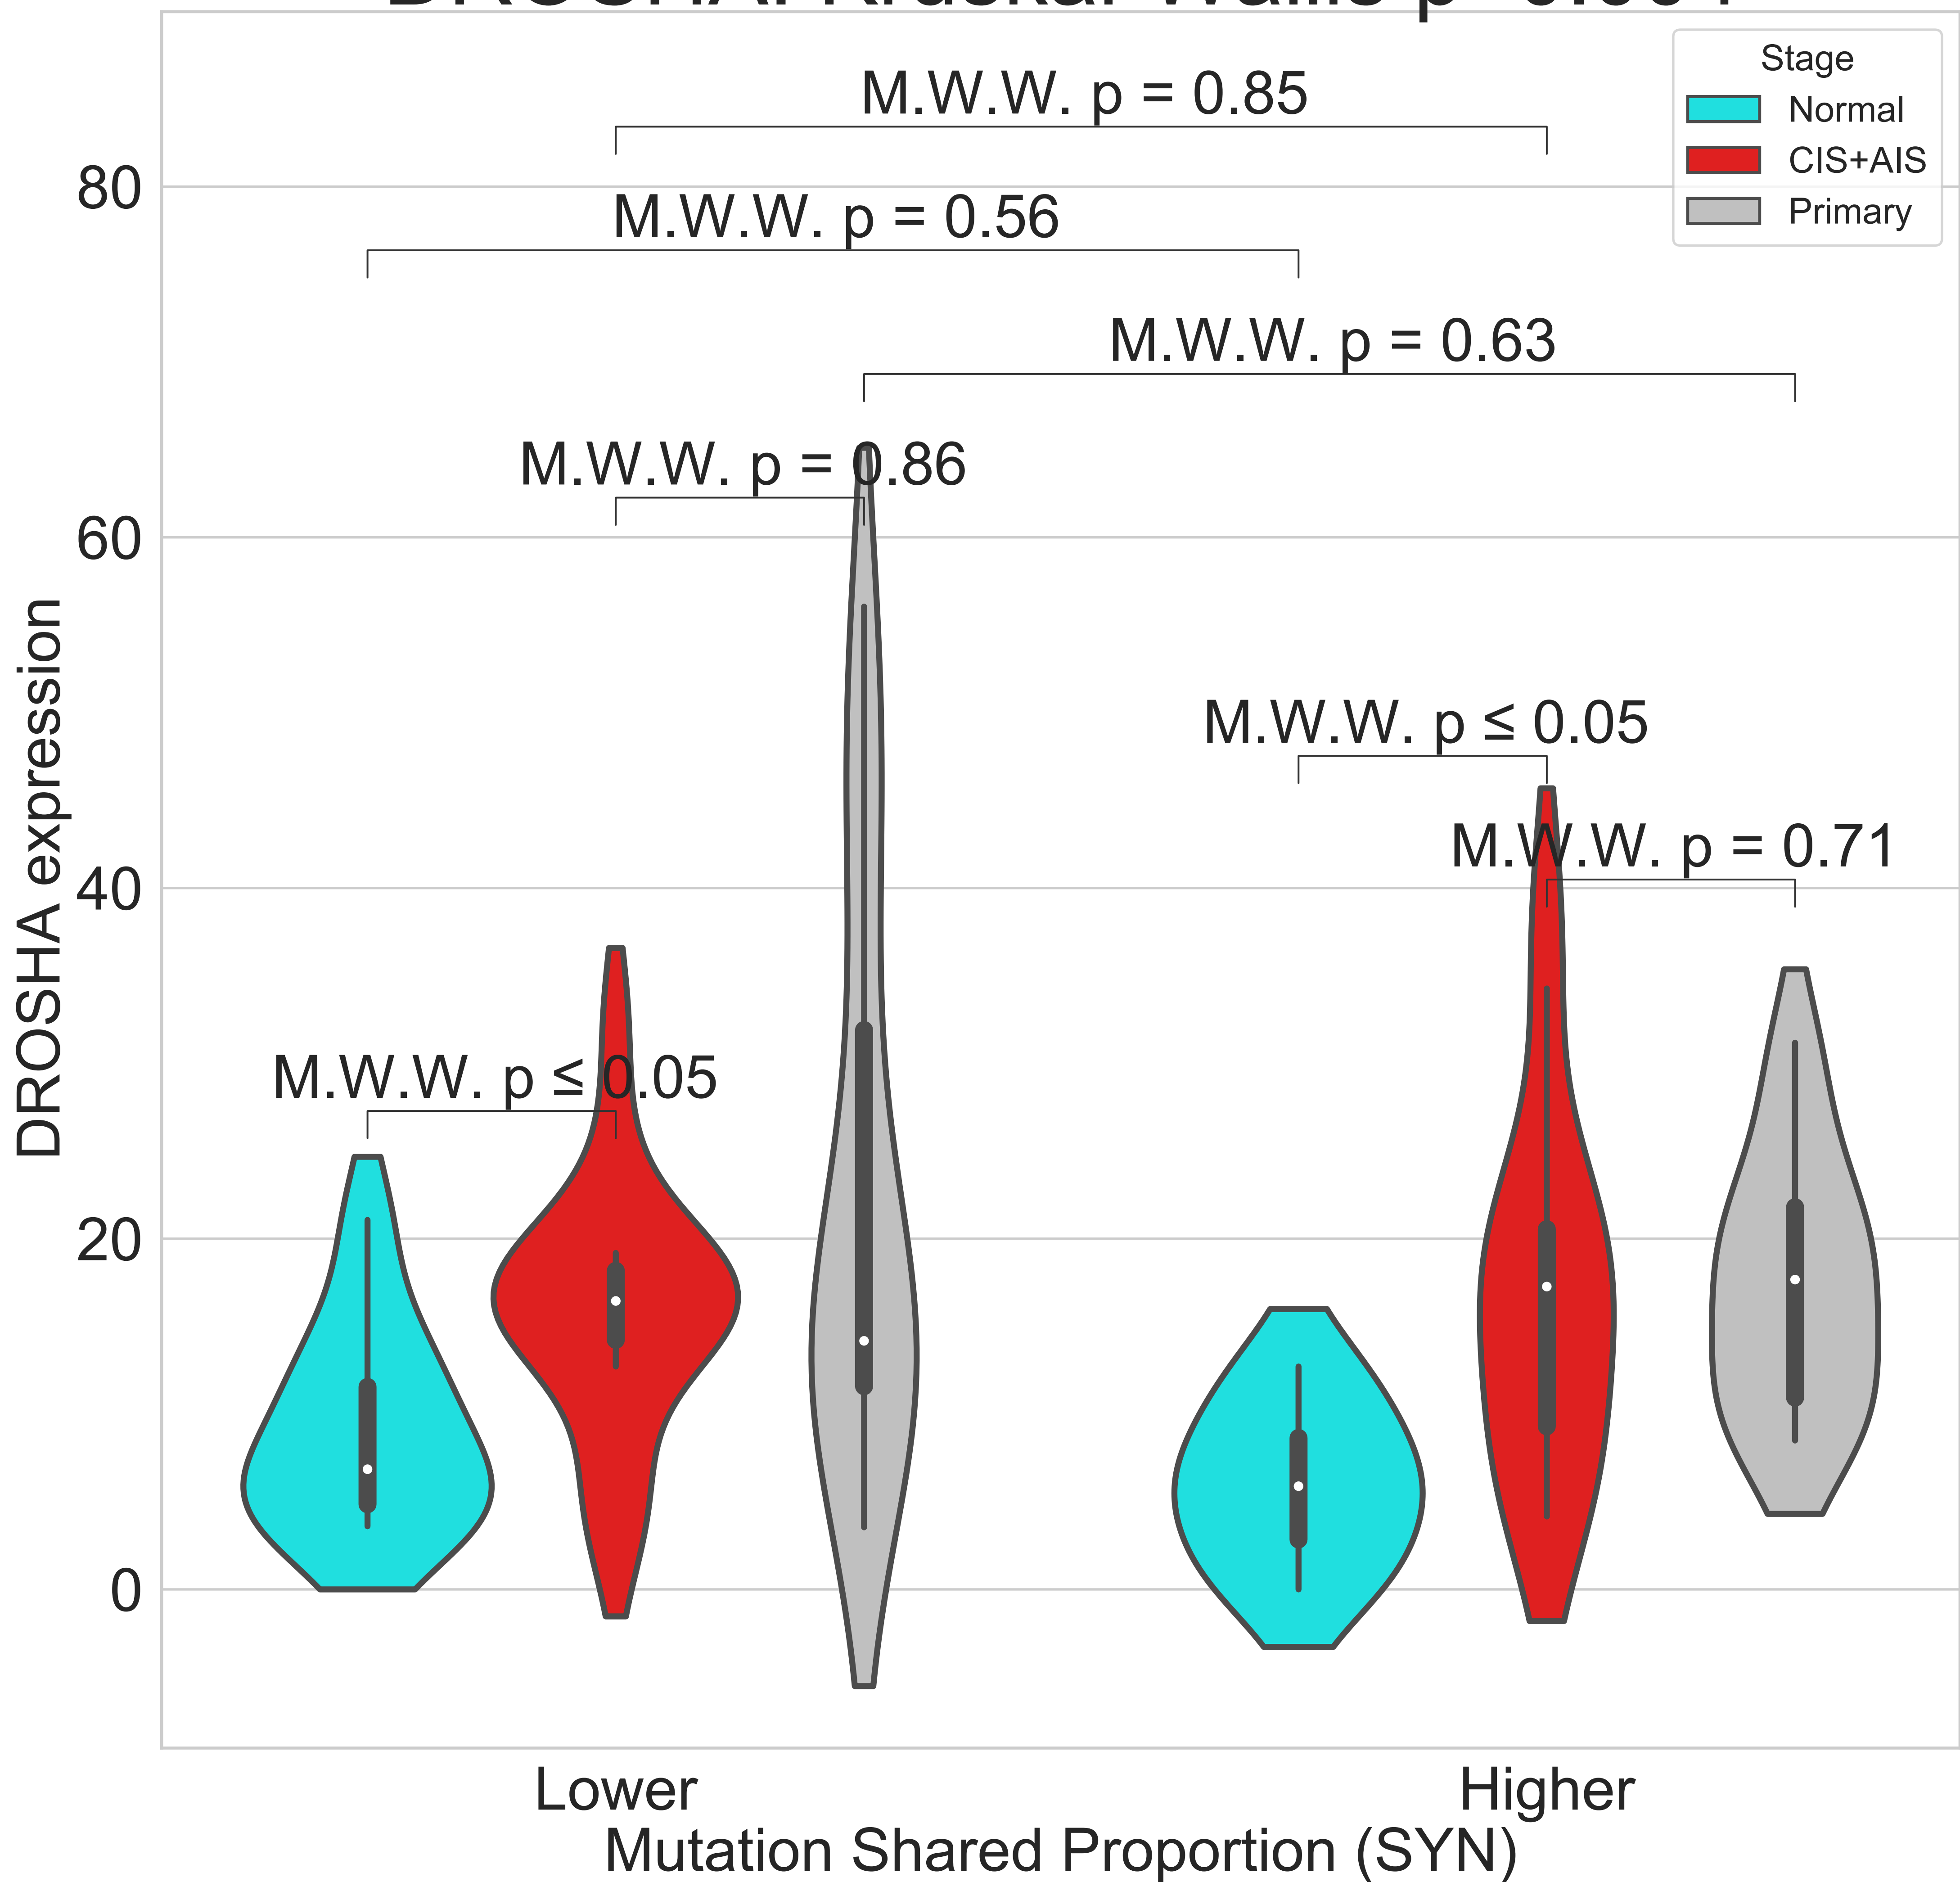 M.W.W. p = 0.85
Stage
Normal
CIS+AIS
Primary
80
M.W.W. p = 0.56
M.W.W. p = 0.63
M.W.W. p = 0.86
60
M.W.W. p ≤ 0.05
M.W.W. p = 0.71
40
M.W.W. p ≤ 0.05
20
0
DROSHA expression
Lower
Higher
Mutation Shared Proportion (SYN)